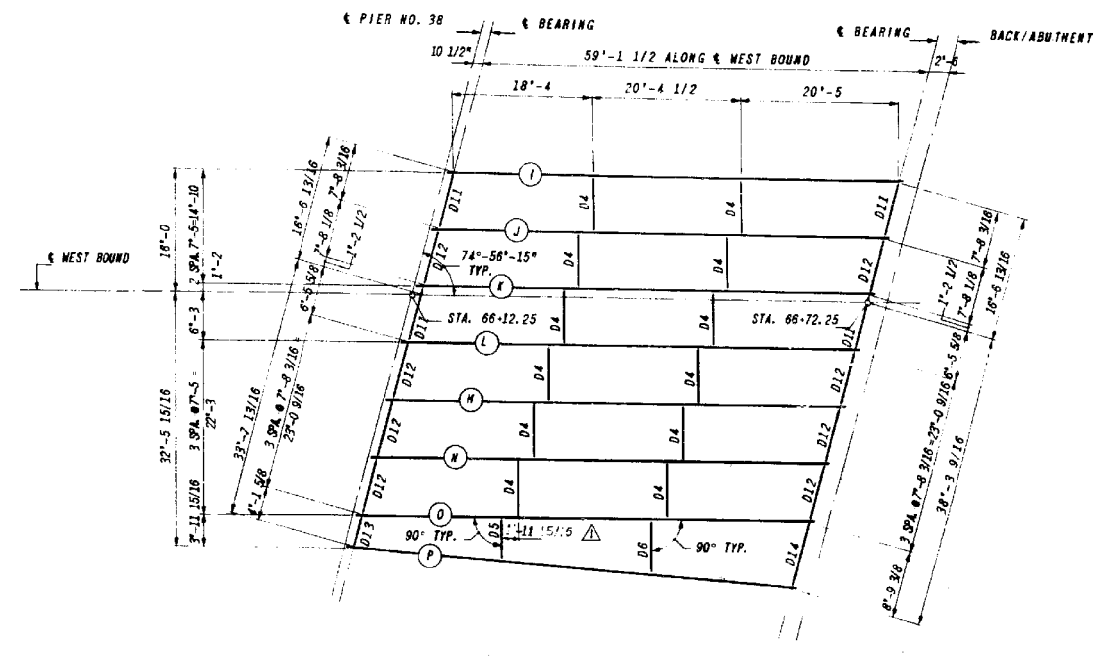 ℄ PIER NO. 38
℄ BEARING
℄ BEARING
BACK/ABUTMENT
10 1/2"
59'-1 1/2 ALONG ℄ WEST BOUND
2'-6
18'-4
20'-4 1/2
20'-5
I
D11
D4
D4
D11
J
D12
D4
D4
D12
74°-56'-15"
TYP.
K
℄ WEST BOUND
STA. 66+12.25
STA. 66+72.25
D11
D4
D4
L
D12
D4
D4
D12
M
D12
D4
D4
D12
N
D12
D4
D4
D12
O
D13
90° TYP.
D5
D6
90° TYP.
D14
P
16'-0
2 SPA. 7'-5=14'-10
1'-2
6'-3
32'-5 15/16
3 SPA @7'-5 =
22'-3
3'-11 15/16
16'-6 13/16
7'-8 3/16
7'-8 1/8
1'-2 1/2
6'-5 5/8
33'-7 13/16
3 SPA. @ 7'-8 3/16 =
23'-0 9/16
4'-1 5/8
7'-8 3/16
7'-8 1/8
1'-2 1/2
16'-6 13/16
6'-5 5/8
3 SPA. @7'-8 3/16 =23'-0 9/16
38'-3 9/16
8'-9 3/8